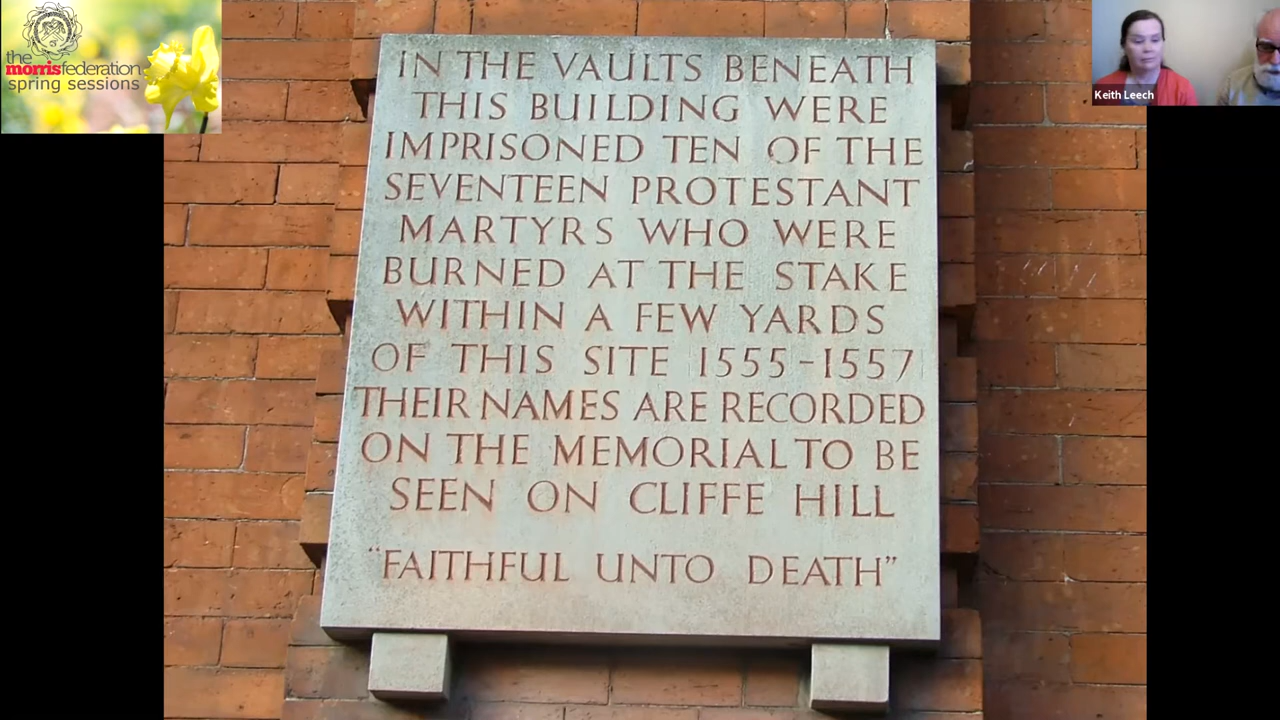 the
morrisfederation
spring sessions
IN THE VAULTS BENEATH
THIS BUILDING WERE
IMPRISONED TEN OF THE
SEVENTEEN PROTESTANT
MARTYRS WHO WERE
BURNED AT THE STAKE
WITHIN A FEW YARDS
OF THIS SITE 1555-1557
THEIR NAMES ARE RECORDED
ON THE MEMORIAL TO BE
SEEN ON CLIFFE HILL
"FAITHFUL UNTO DEATH"
Keith Leech